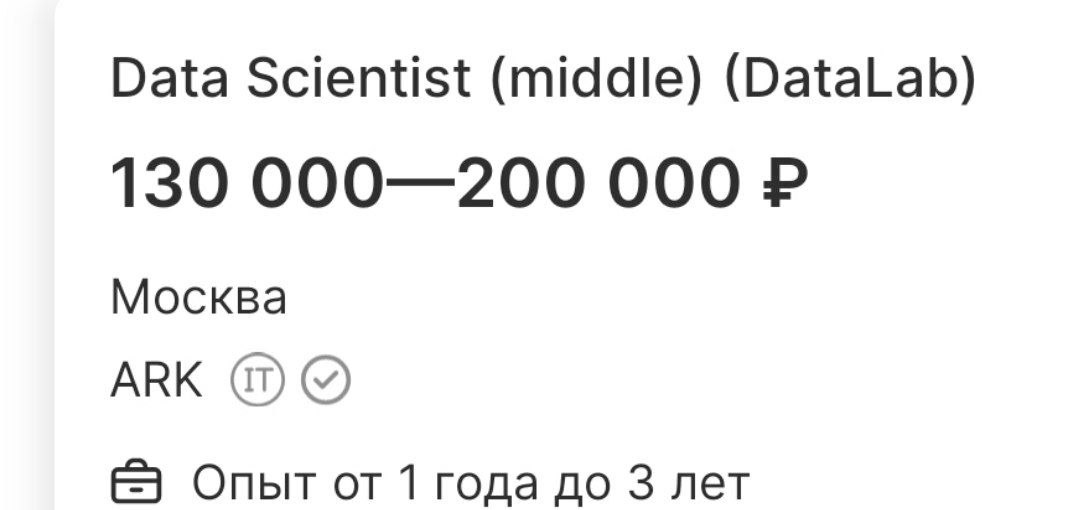 Data Scientist (middle) (DataLab)
130 000—200 000 ₽
Москва
ARK IT
Опыт от 1 года до 3 лет